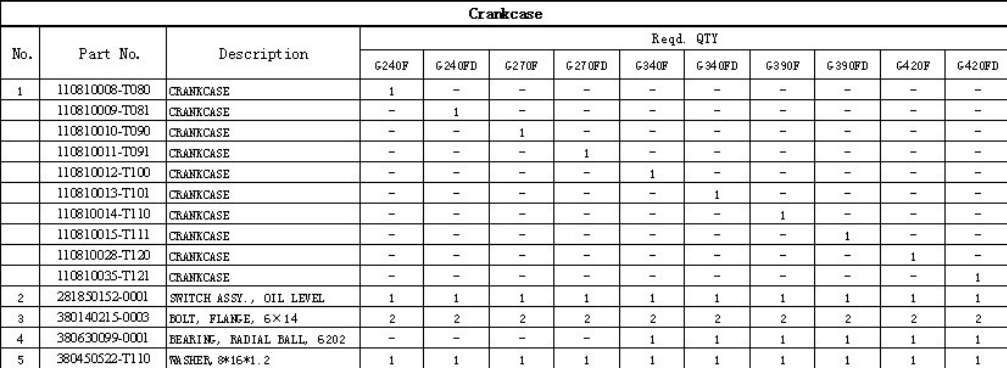 Crankcase
No. Part No. Description Reqd. QTY
G240F G240FD G270F G270FD G340F G340FD G390F G390FD G420F G420FD
1 110810008-T080 CRANKCASE 1 - - - - - - - - -
110810009-T081 CRANKCASE - 1 - - - - - - - -
110810010-T090 CRANKCASE - - 1 - - - - - - -
110810011-T091 CRANKCASE - - - 1 - - - - - -
110810012-T100 CRANKCASE - - - - 1 - - - - -
110810013-T101 CRANKCASE - - - - - 1 - - - -
110810014-T110 CRANKCASE - - - - - - 1 - - -
110810015-T111 CRANKCASE - - - - - - - 1 - -
110810028-T120 CRANKCASE - - - - - - - - 1 -
110810035-T121 CRANKCASE - - - - - - - - - 1
2 281850152-0001 SWITCH ASSY., OIL LEVEL 1 1 1 1 1 1 1 1 1 1
3 380140215-0003 BOLT, FLANGE, 6×14 2 2 2 2 2 2 2 2 2 2
4 380630099-0001 BEARING, RADIAL BALL, 6202 - - - - 1 1 1 1 1 1
5 380450522-T110 WASHER, 8*16*1.2 1 1 1 1 1 1 1 1 1 1